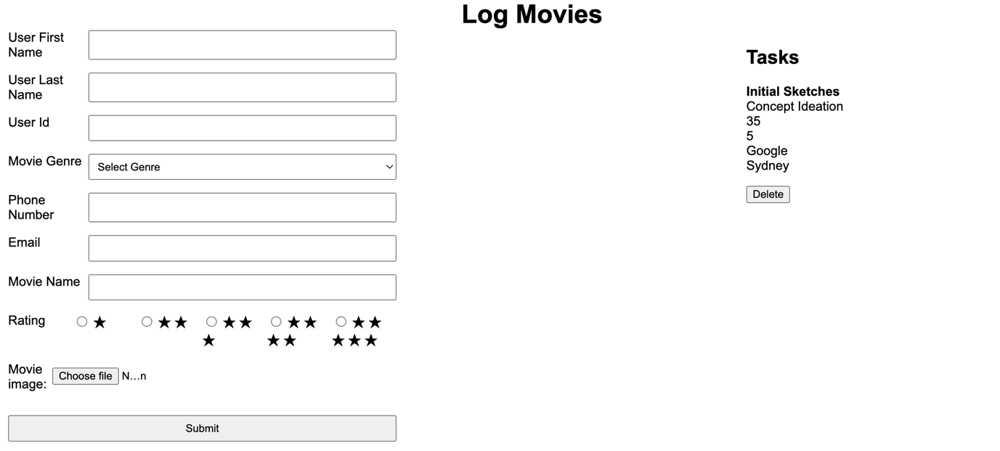 Log Movies
User First
Name
User Last
Name
User Id
Movie Genre
Select Genre
Phone
Number
Email
Movie Name
Rating
★
★★
★★
★
★★
★★
★★
★★★
Movie
image:
Choose file N...n
Submit
Tasks
Initial Sketches
Concept Ideation
35
5
Google
Sydney
Delete